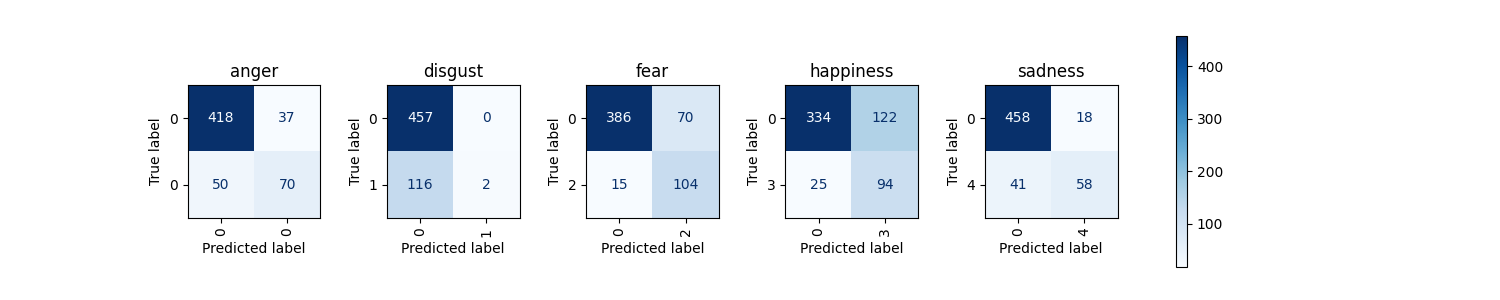 anger disgust fear happiness sadness
True label 0 418 37
0 50 70
0 0
Predicted label
True label 0 457 0
1 116 2
0 1
Predicted label
True label 0 386 70
2 15 104
0 2
Predicted label
True label 0 334 122
3 25 94
0 3
Predicted label
True label 0 458 18
4 41 58
0 4
Predicted label
400
300
200
100